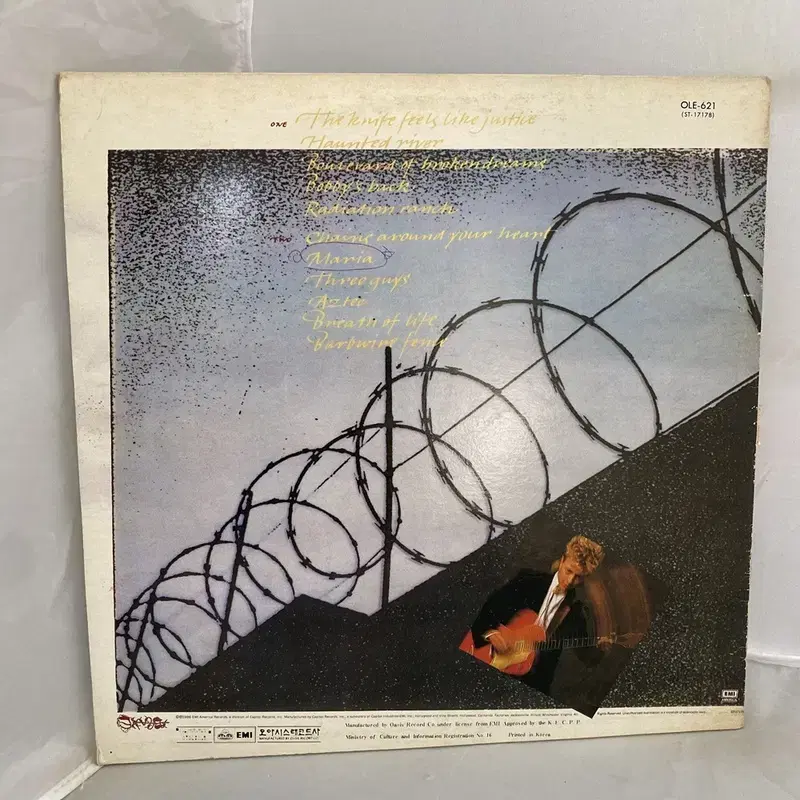 OLE-621
(ST-17178)
ONE The knife feels like justice
Haunted river
Boulevard of broken dreams
Bobby's back
Radiation ranch
TWO Chains around your heart
Maria
Three guys
Aztec
Breath of life
Barbwire fence
EMI
Manufactured by Oasis Record Co under license from EMI Approved by the K.U.C.P.P.
EMI 오아시스레코드사
Ministry of Culture and Information Registration No. 16 Printed in Korea